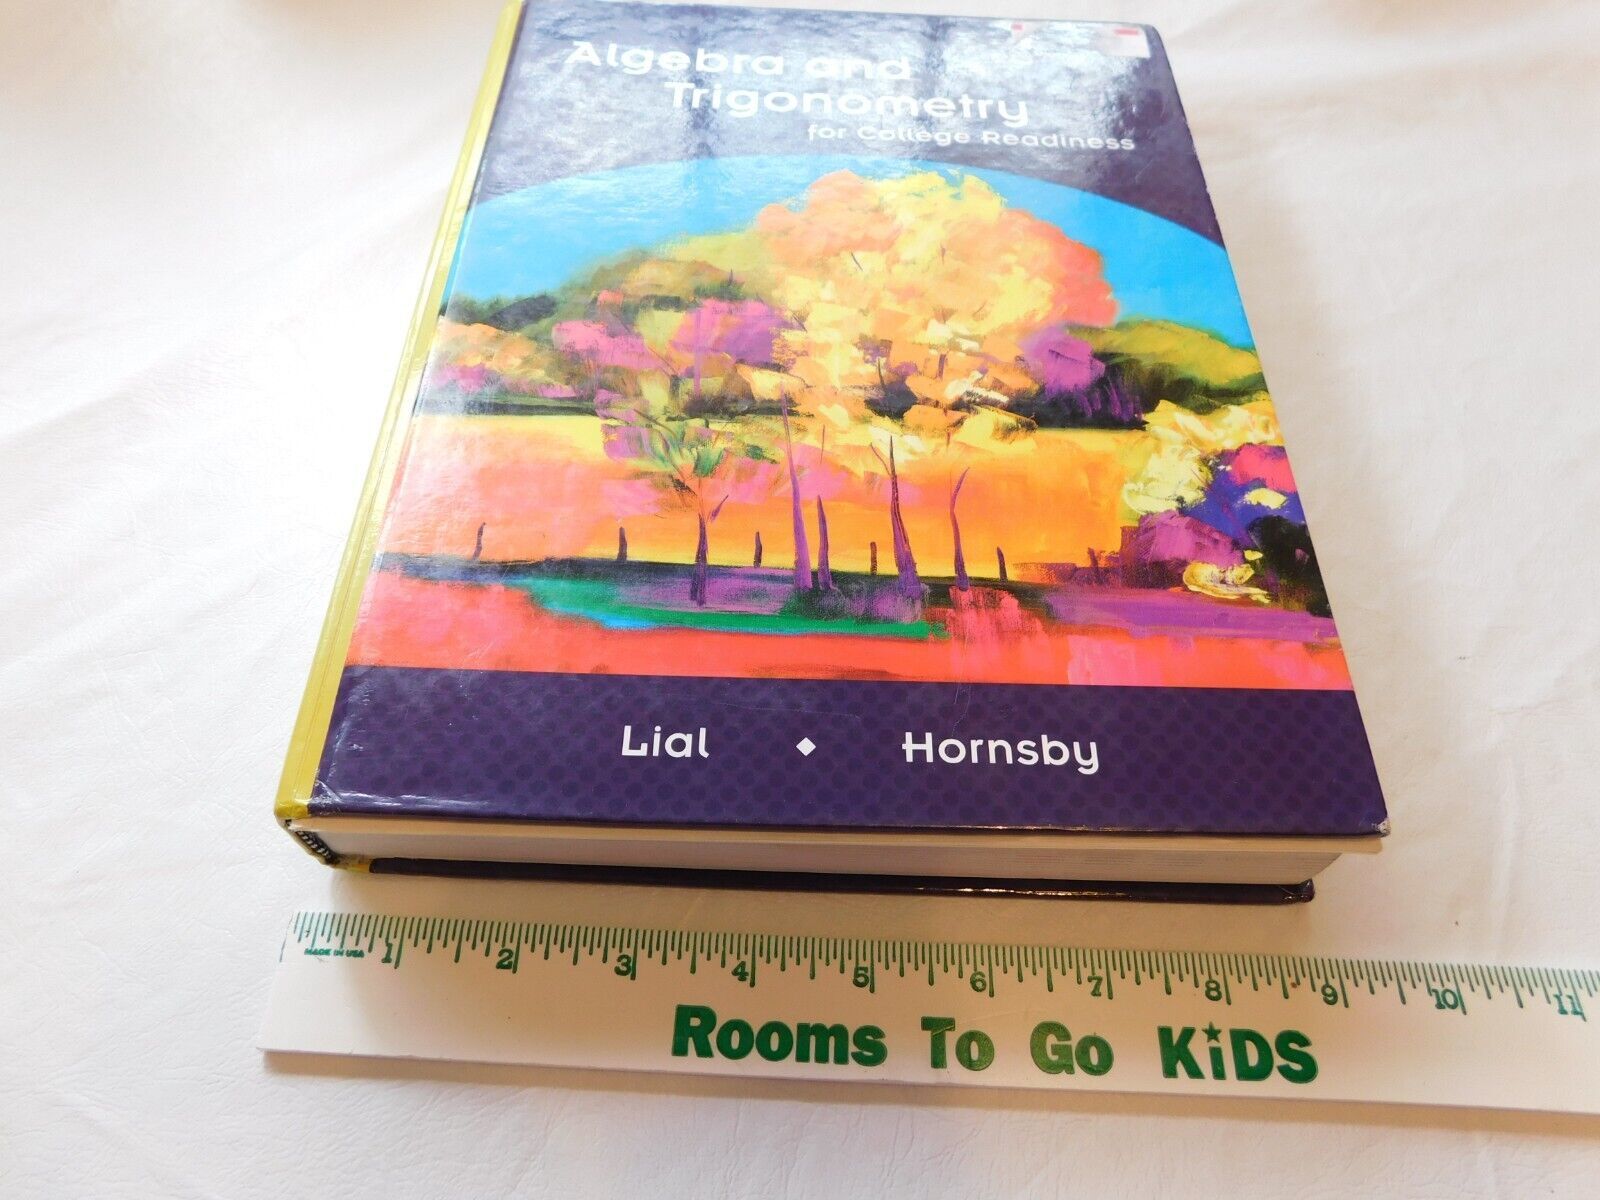 Algebra and
Trigonometry
for College Readiness
Lial ◆ Hornsby
MADE IN USA
1 2 3 4 5 6 7 8 9 10 11
Rooms To Go KiDS